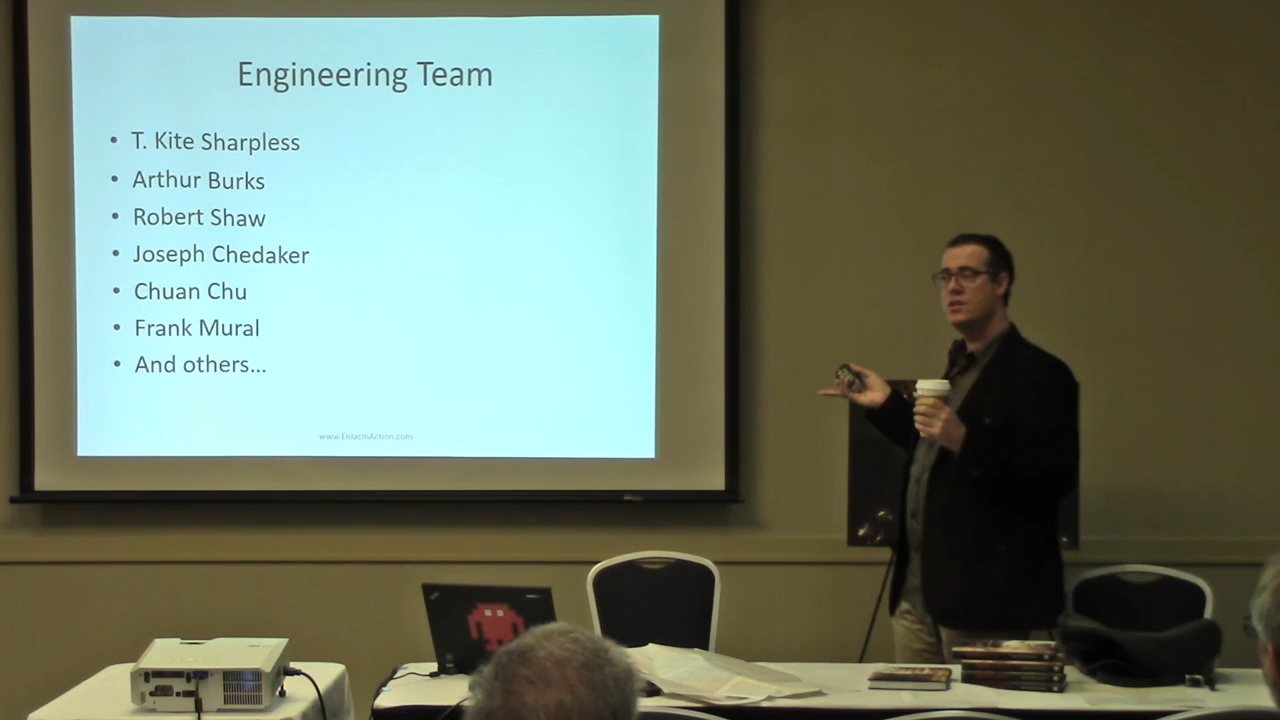 Engineering Team
• T. Kite Sharpless
• Arthur Burks
• Robert Shaw
• Joseph Chedaker
• Chuan Chu
• Frank Mural
• And others...
www.EniacInAction.com